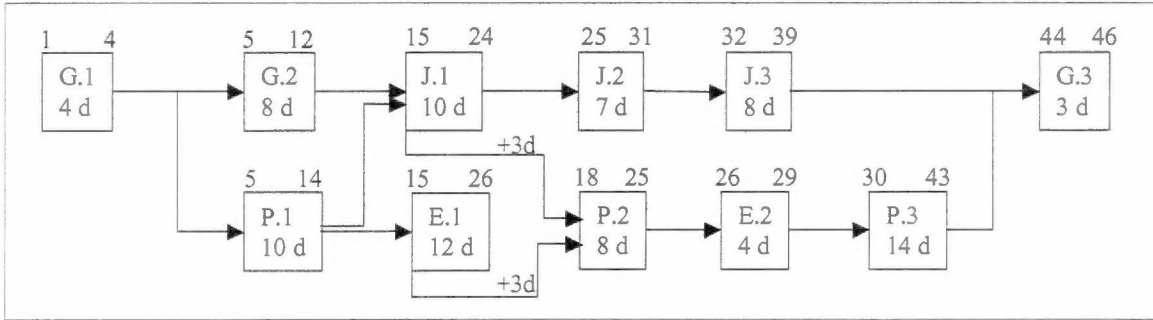 1 4 5 12 15 24 25 31 32 39 44 46
G.1 G.2 J.1 J.2 J.3 G.3
4 d 8 d 10 d 7 d 8 d 3 d
+3d
5 14 15 26 18 25 26 29 30 43
P.1 E.1 P.2 E.2 P.3
10 d 12 d 8 d 4 d 14 d
+3d